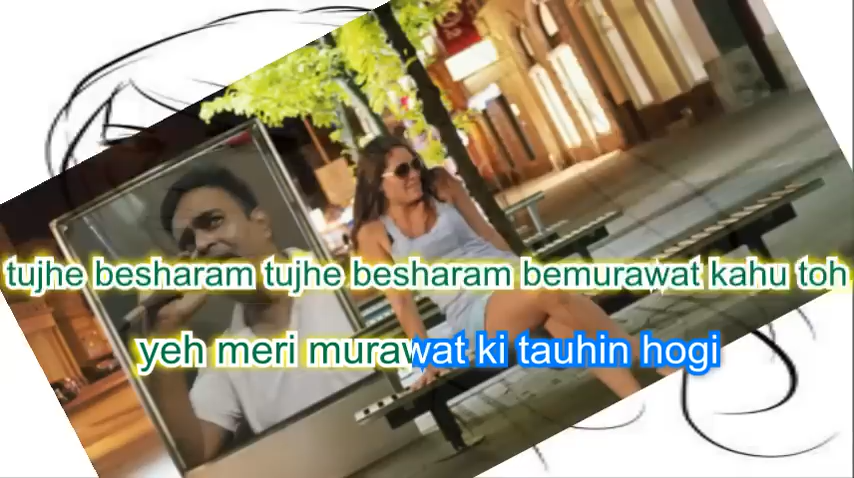 tujhe besharam tujhe besharam bemurawat kahu toh
yeh meri murawat ki tauhin hogi